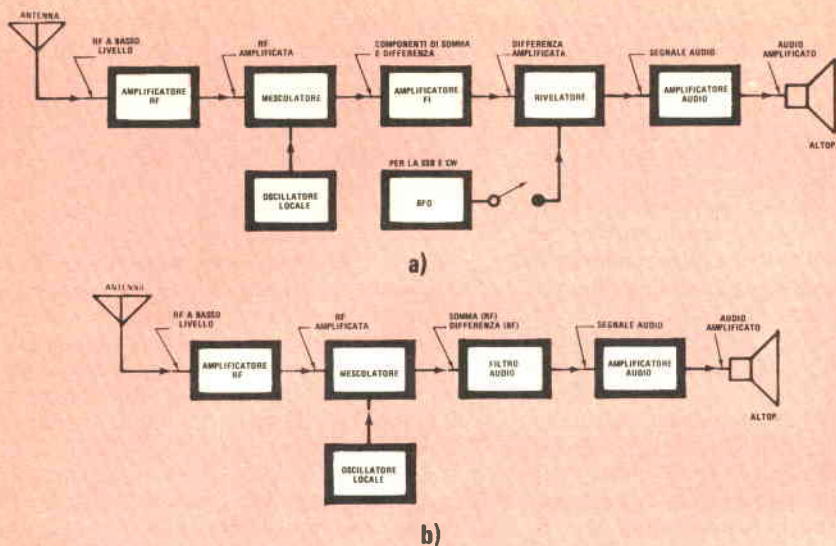 ANTENNA
RF A BASSO
LIVELLO
AMPLIFICATORE
RF
RF
AMPLIFICATA
MESCOLATORE
OSCILLATORE
LOCALE
COMPONENTI DI SOMMA
E DIFFERENZA
AMPLIFICATORE
FI
DIFFERENZA
AMPLIFICATA
RIVELATORE
PER LA SSB E CW
BFO
SEGNALE AUDIO
AMPLIFICATORE
AUDIO
AUDIO
AMPLIFICATO
ALTOP.
a)
ANTENNA
RF A BASSO
LIVELLO
AMPLIFICATORE
RF
RF
AMPLIFICATA
MESCOLATORE
OSCILLATORE
LOCALE
SOMMA (RF)
DIFFERENZA (BF)
FILTRO
AUDIO
SEGNALE AUDIO
AMPLIFICATORE
AUDIO
AUDIO
AMPLIFICATO
ALTOP.
b)